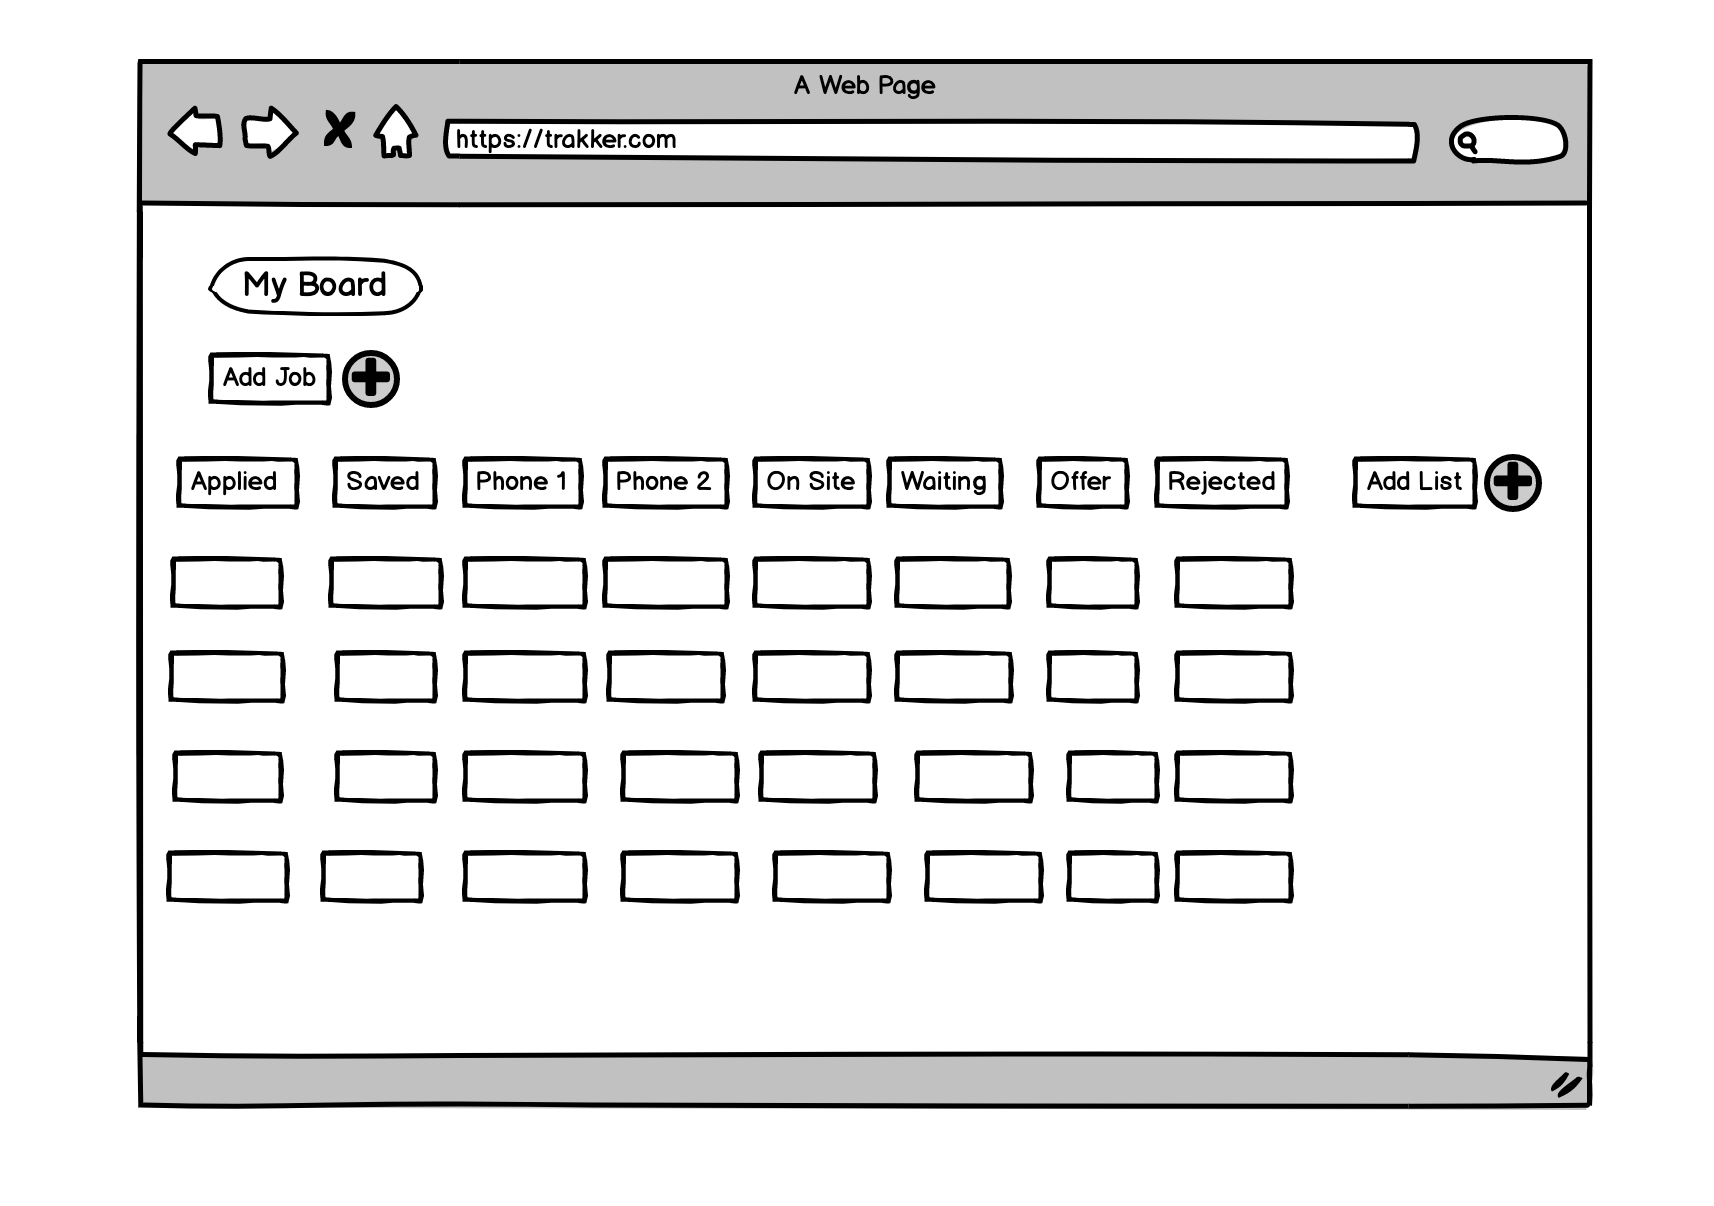 A Web Page
https://trakker.com
My Board
Add Job
Applied Saved Phone 1 Phone 2 On Site Waiting Offer Rejected Add List